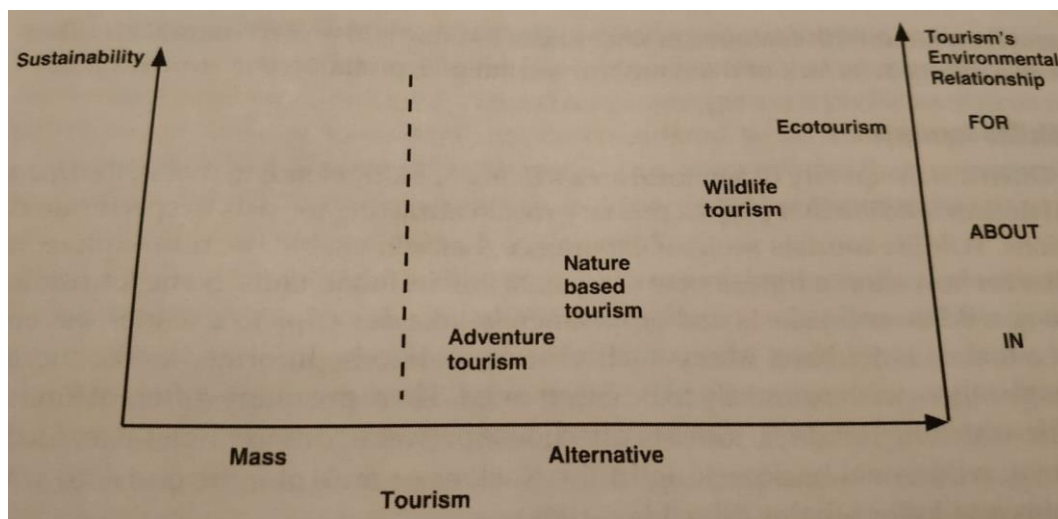 Sustainability
Tourism's
Environmental
Relationship
Ecotourism
FOR
Wildlife
tourism
ABOUT
Nature
based
tourism
Adventure
tourism
IN
Mass
Alternative
Tourism